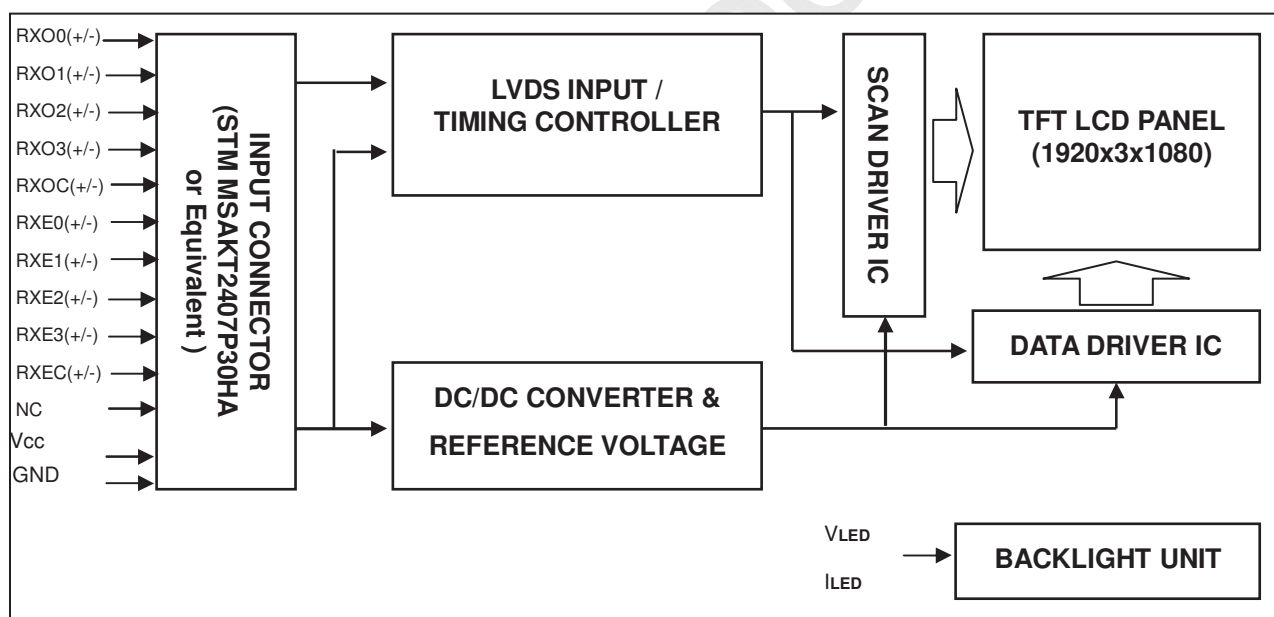 RXO0(+/-)
RXO1(+/-)
RXO2(+/-)
RXO3(+/-)
RXOC(+/-)
RXE0(+/-)
RXE1(+/-)
RXE2(+/-)
RXE3(+/-)
RXEC(+/-)
NC
Vcc
GND
INPUT CONNECTOR
(STM MSAKT2407P30HA
or Equivalent )
LVDS INPUT /
TIMING CONTROLLER
DC/DC CONVERTER &
REFERENCE VOLTAGE
SCAN DRIVER IC
TFT LCD PANEL
(1920x3x1080)
DATA DRIVER IC
VLED
ILED
BACKLIGHT UNIT